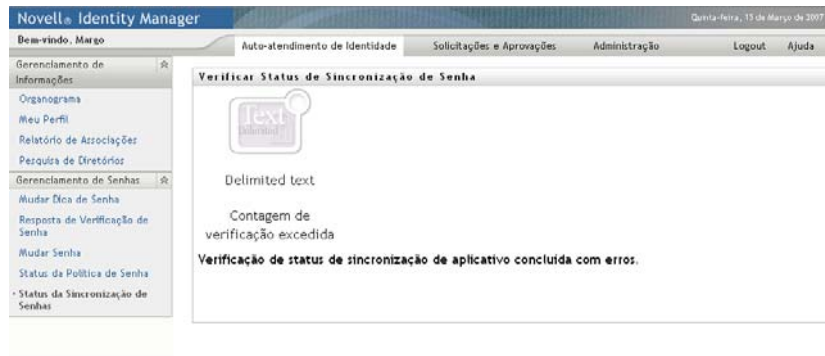 Novell® Identity Manager
Quinta-feira, 15 de Março de 2007
Bem-vindo, Margo
Auto-atendimento de Identidade
Solicitações e Aprovações
Administração
Logout
Ajuda
Gerenciamento de
Informações
Organograma
Meu Perfil
Relatório de Associações
Pesquisa de Diretórios
Gerenciamento de Senhas
Mudar Dica de Senha
Resposta de Verificação de
Senha
Mudar Senha
Status da Política de Senha
Status da Sincronização de
Senhas
Verificar Status de Sincronização de Senha
Text
Delimited
Delimited text
Contagem de
verificação excedida
Verificação de status de sincronização de aplicativo concluída com erros.